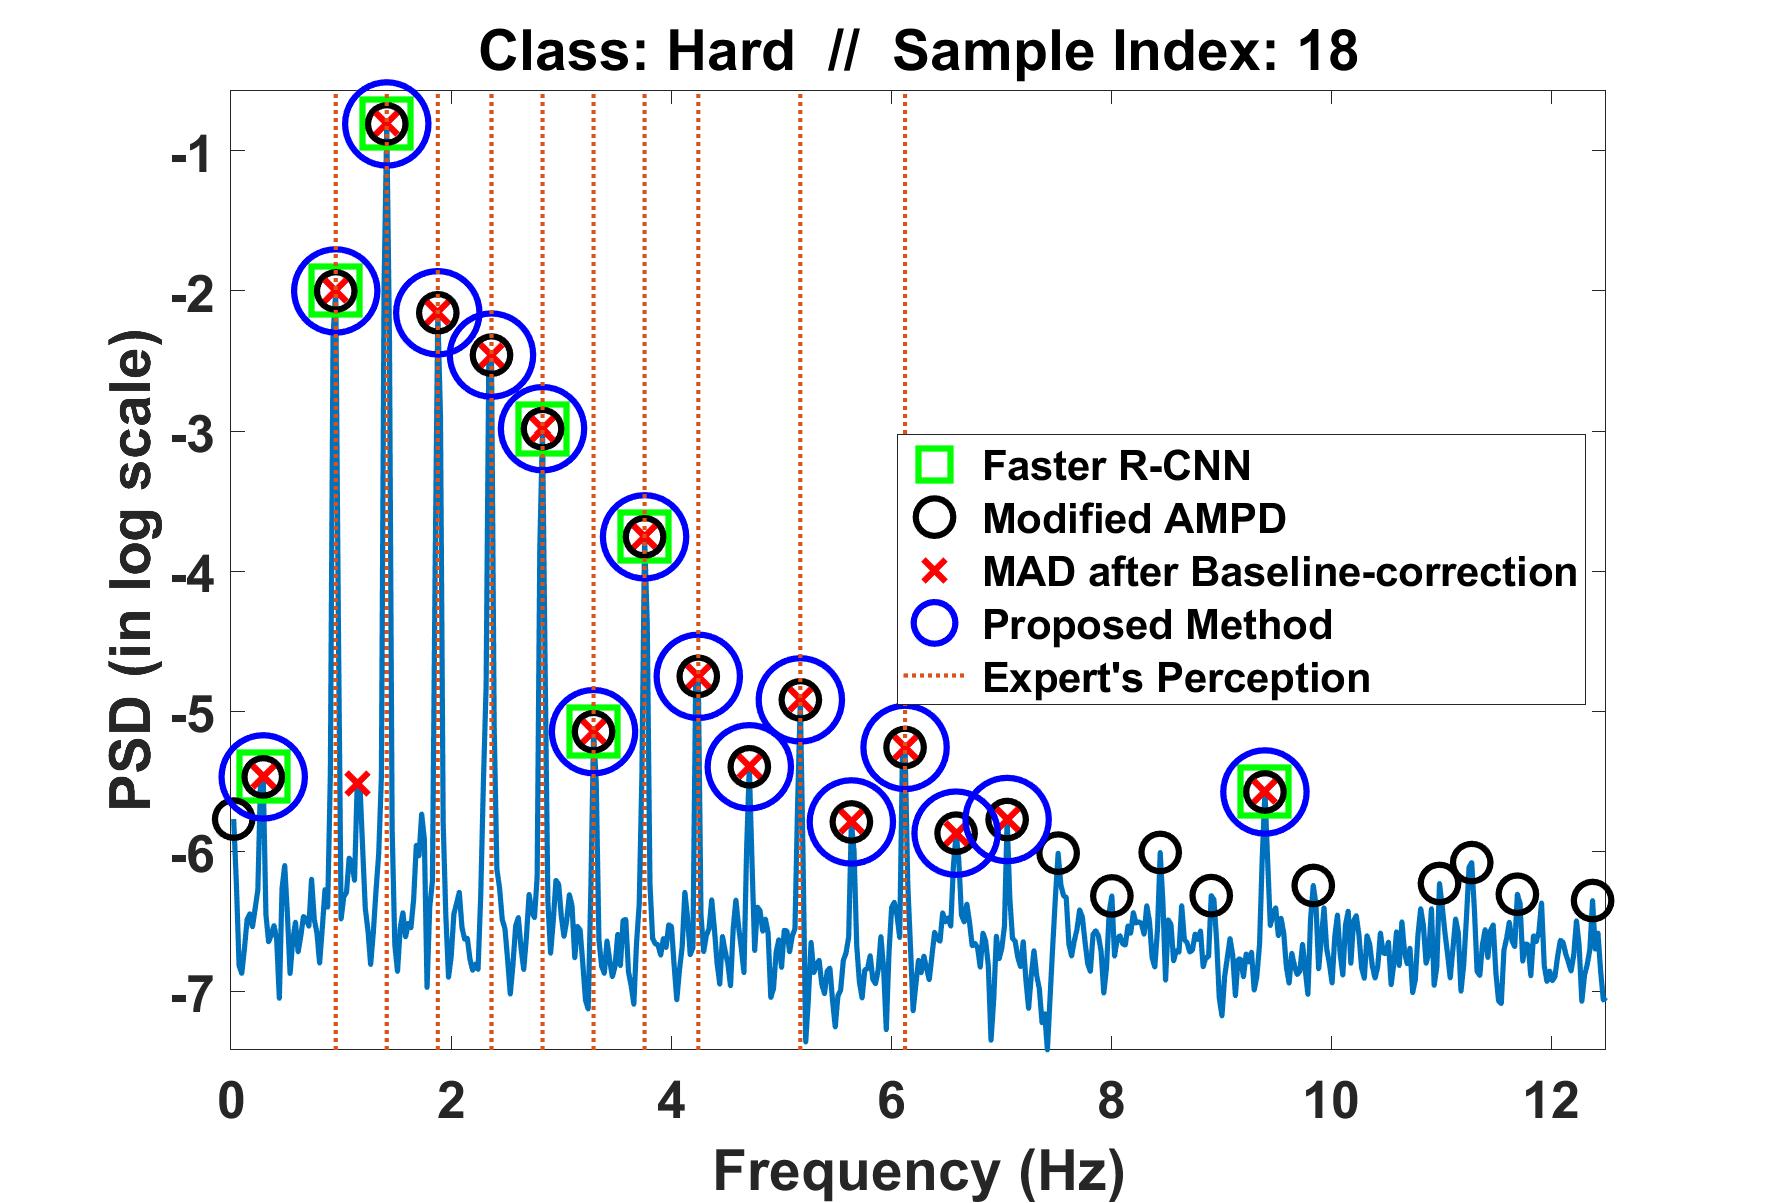 Class: Hard // Sample Index: 18
-1
-2
-3
-4
-5
-6
-7
PSD (in log scale)
Faster R-CNN
Modified AMPD
MAD after Baseline-correction
Proposed Method
Expert's Perception
0 2 4 6 8 10 12
Frequency (Hz)